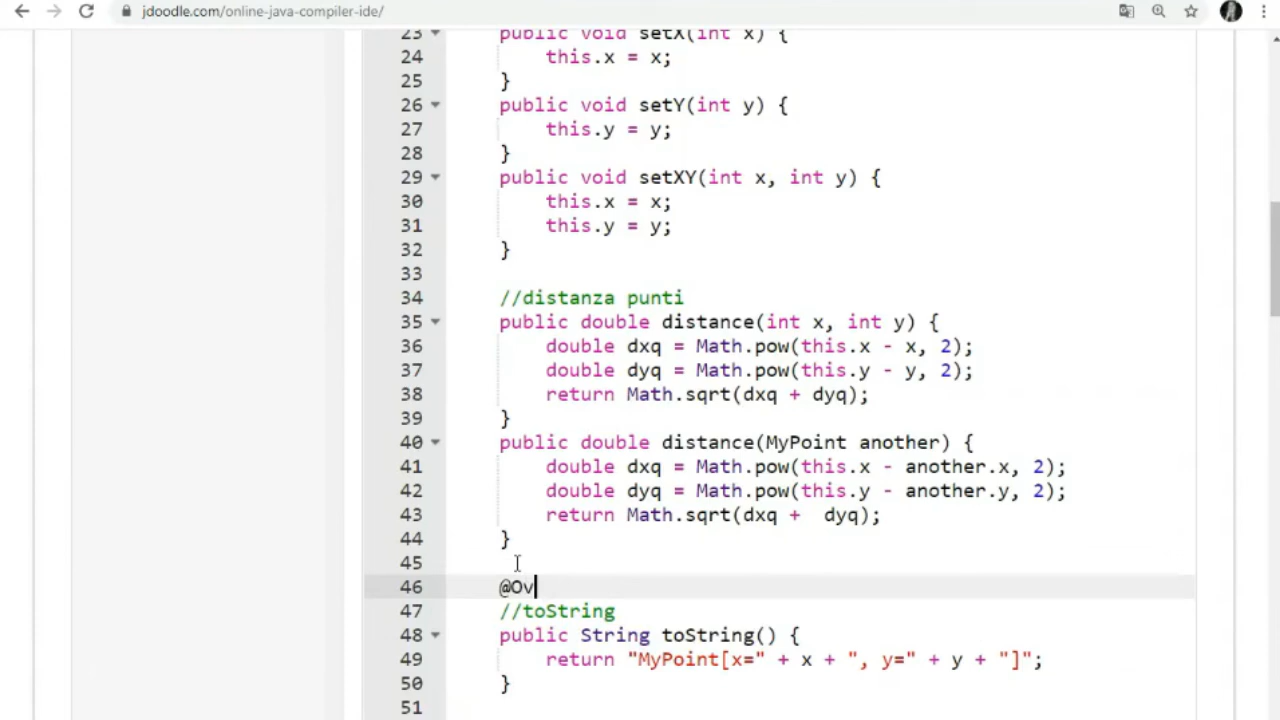 jdoodle.com/online-java-compiler-ide/
23 public void setX(int x) {
24 this.x = x;
25 }
26 public void setY(int y) {
27 this.y = y;
28 }
29 public void setXY(int x, int y) {
30 this.x = x;
31 this.y = y;
32 }
33
34 //distanza punti
35 public double distance(int x, int y) {
36 double dxq = Math.pow(this.x - x, 2);
37 double dyq = Math.pow(this.y - y, 2);
38 return Math.sqrt(dxq + dyq);
39 }
40 public double distance(MyPoint another) {
41 double dxq = Math.pow(this.x - another.x, 2);
42 double dyq = Math.pow(this.y - another.y, 2);
43 return Math.sqrt(dxq +  dyq);
44 }
45
46 @Ov
47 //toString
48 public String toString() {
49 return "MyPoint[x=" + x + ", y=" + y + "]";
50 }
51